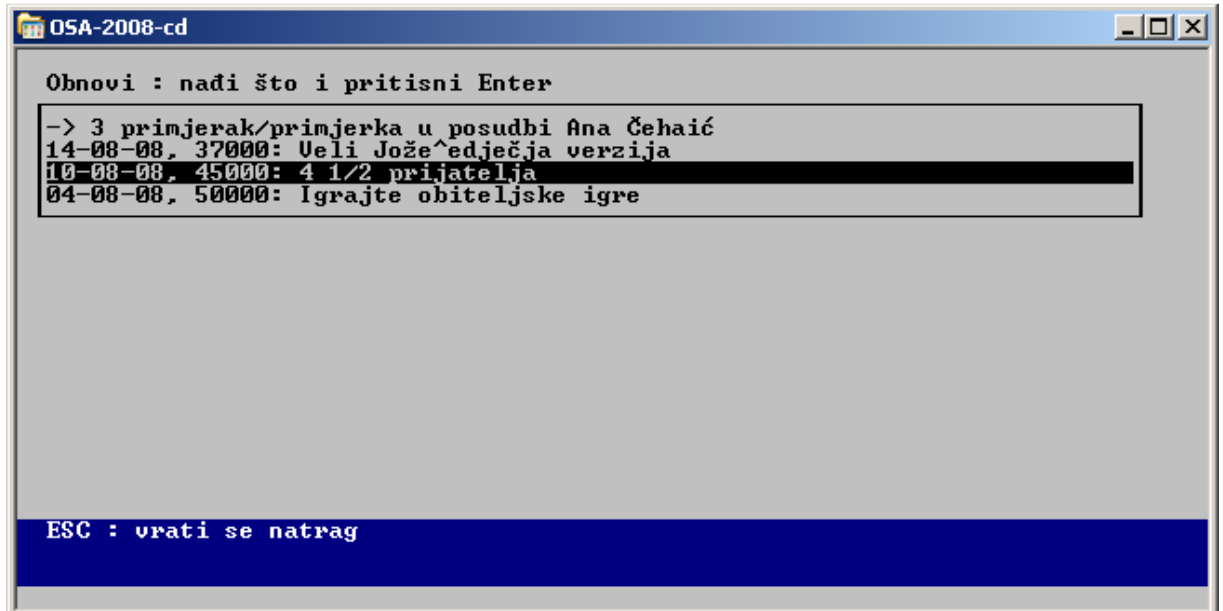 OSA-2008-cd
Obnovi : nađi što i pritisni Enter
-> 3 primjerak/primjerka u posudbi Ana Čehaić
14-08-08, 37000: Veli Jože^edječja verzija
10-08-08, 45000: 4 1/2 prijatelja
04-08-08, 50000: Igrajte obiteljske igre
ESC : vrati se natrag